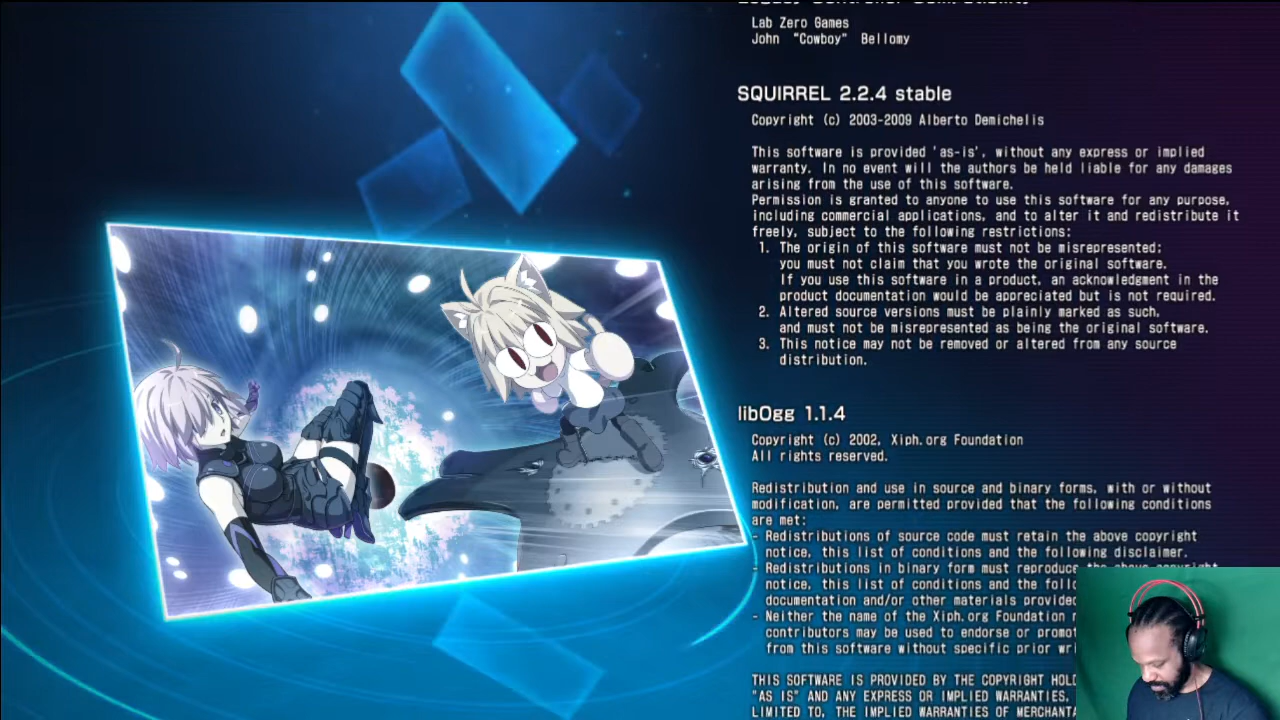 Legacy Controller Compatibility
Lab Zero Games
John "Cowboy" Bellomy
SQUIRREL 2.2.4 stable
Copyright (c) 2003-2009 Alberto Demichelis
This software is provided 'as-is', without any express or implied
warranty. In no event will the authors be held liable for any damages
arising from the use of this software.
Permission is granted to anyone to use this software for any purpose,
including commercial applications, and to alter it and redistribute it
freely, subject to the following restrictions:
1. The origin of this software must not be misrepresented;
you must not claim that you wrote the original software.
If you use this software in a product, an acknowledgment in the
product documentation would be appreciated but is not required.
2. Altered source versions must be plainly marked as such,
and must not be misrepresented as being the original software.
3. This notice may not be removed or altered from any source
distribution.
libOgg 1.1.4
Copyright (c) 2002, Xiph.org Foundation
All rights reserved.
Redistribution and use in source and binary forms, with or without
modification, are permitted provided that the following conditions
are met:
- Redistributions of source code must retain the above copyright
notice, this list of conditions and the following disclaimer.
- Redistributions in binary form must reproduce the above copyright
notice, this list of conditions and the
documentation and/or other materials provided
- Neither the name of the Xiph.org Foundation
contributors may be used to endorse or
from this software without specific prior
THIS SOFTWARE IS PROVIDED BY THE COPYRIGHT
"AS IS" AND ANY EXPRESS OR IMPLIED WARRANTIES,
LIMITED TO, THE IMPLIED WARRANTIES OF